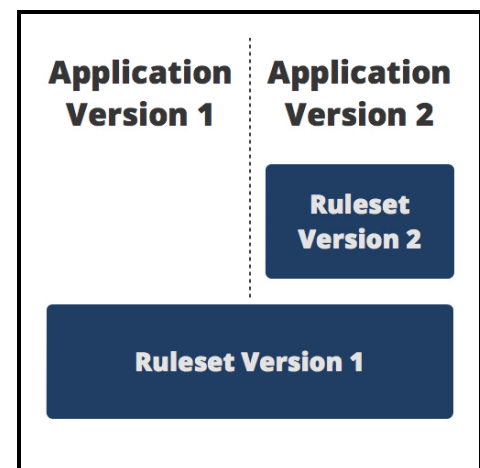 Application
Version 1
Application
Version 2
Ruleset
Version 2
Ruleset Version 1